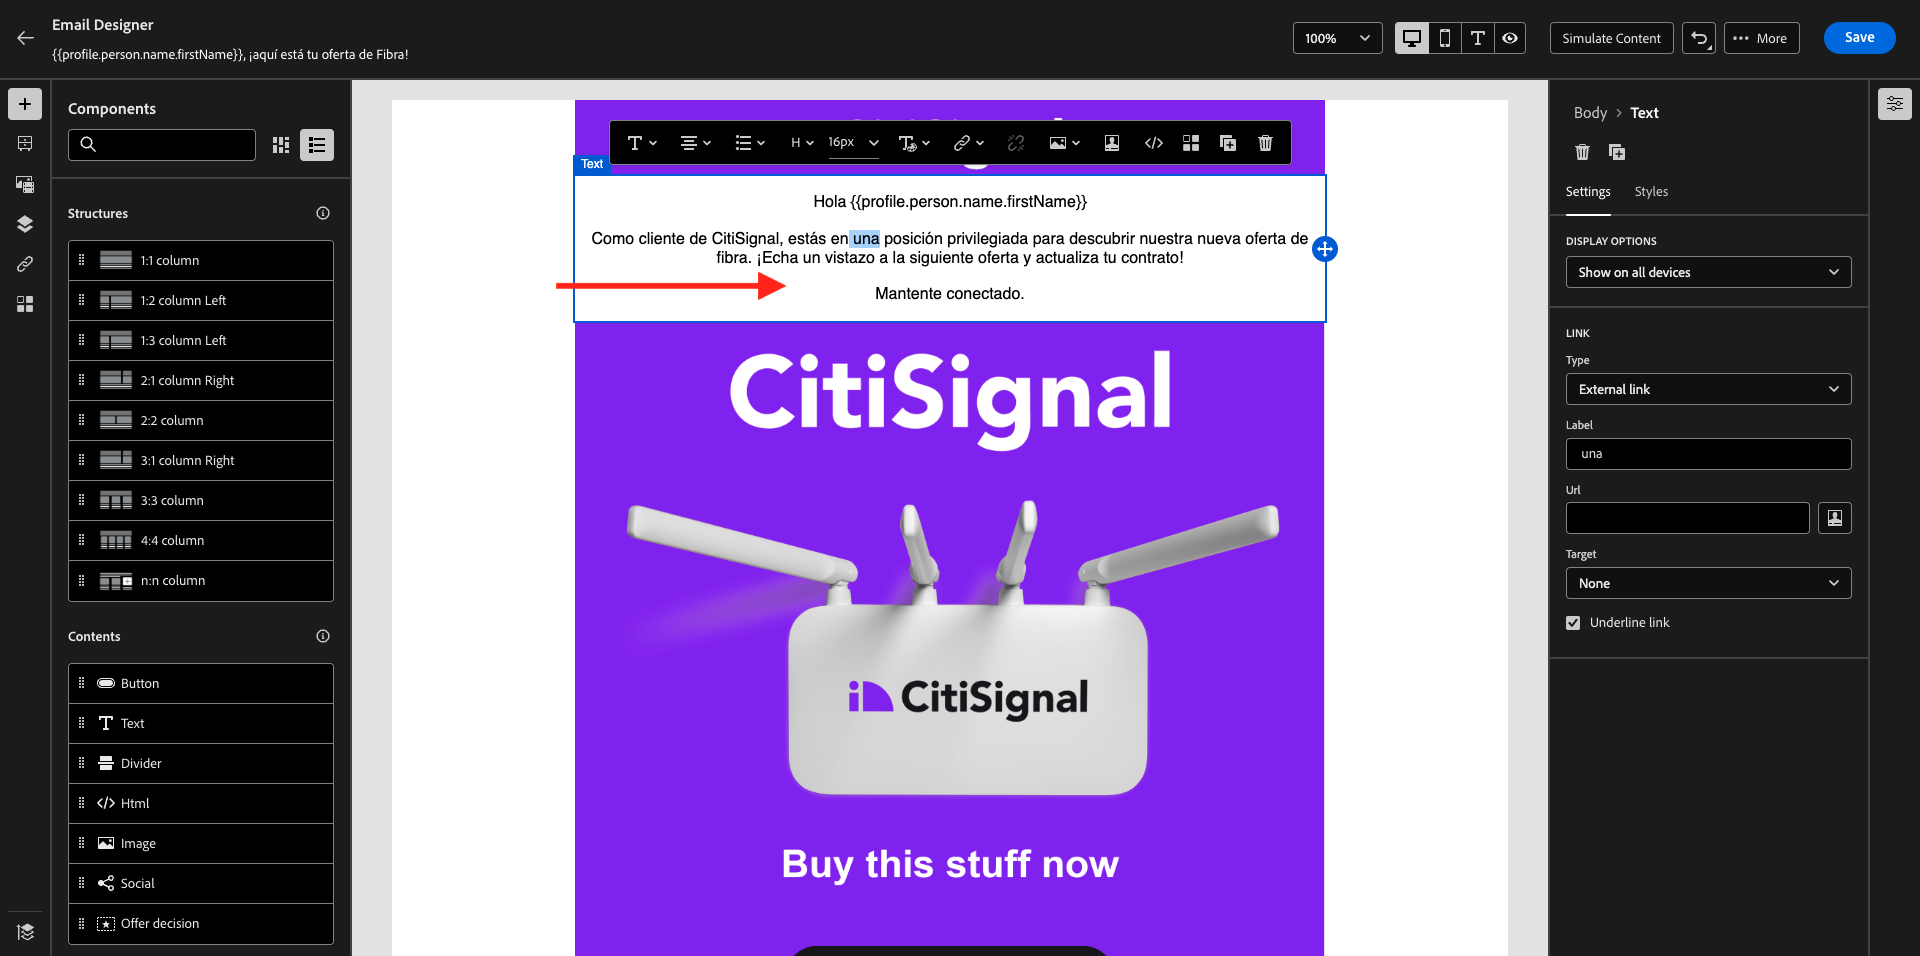 Email Designer
{{profile.person.name.firstName}}, ¡aquí está tu oferta de Fibra!
100%
Simulate Content
More
Save
Components
Structures
1:1 column
1:2 column Left
1:3 column Left
2:1 column Right
2:2 column
3:1 column Right
3:3 column
4:4 column
n:n column
Contents
Button
Text
Divider
Html
Image
Social
Offer decision
H
16px
Text
Hola {{profile.person.name.firstName}}
Como cliente de CitiSignal, estás en una posición privilegiada para descubrir nuestra nueva oferta de
fibra. ¡Echa un vistazo a la siguiente oferta y actualiza tu contrato!
Mantente conectado.
CitiSignal
CitiSignal
Buy this stuff now
Body > Text
Settings
Styles
DISPLAY OPTIONS
Show on all devices
LINK
Type
External link
Label
una
Url
Target
None
Underline link